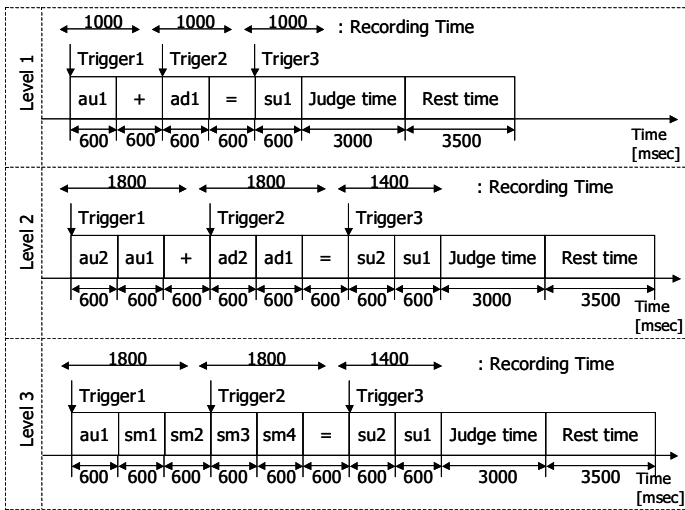 1000 1000 1000 : Recording Time
Trigger1 Triger2 Triger3
Level 1
au1 + ad1 = su1 Judge time Rest time
600 600 600 600 600 3000 3500
Time
[msec]
1800 1800 1400 : Recording Time
Trigger1 Trigger2 Trigger3
Level 2
au2 au1 + ad2 ad1 = su2 su1 Judge time Rest time
600 600 600 600 600 600 600 600 3000 3500
Time
[msec]
1800 1800 1400 : Recording Time
Trigger1 Trigger2 Trigger3
Level 3
au1 sm1 sm2 sm3 sm4 = su2 su1 Judge time Rest time
600 600 600 600 600 600 600 600 3000 3500 Time
[msec]